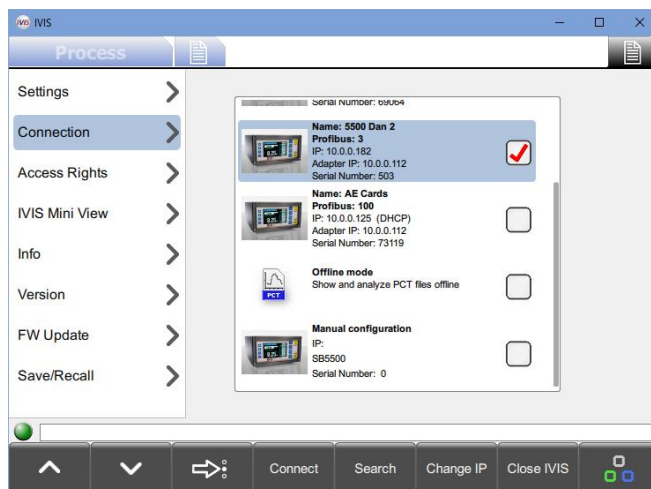 IVIS IVIS
Process
Settings
Connection
Access Rights
IVIS Mini View
Info
Version
FW Update
Save/Recall
Serial Number: 69064
Name: 5500 Dan 2
Profibus: 3
IP: 10.0.0.182
Adapter IP: 10.0.0.112
Serial Number: 503
Name: AE Cards
Profibus: 100
IP: 10.0.0.125 (DHCP)
Adapter IP: 10.0.0.112
Serial Number: 73119
PCT
Offline mode
Show and analyze PCT files offline
Manual configuration
IP:
SB5500
Serial Number: 0
Connect Search Change IP Close IVIS